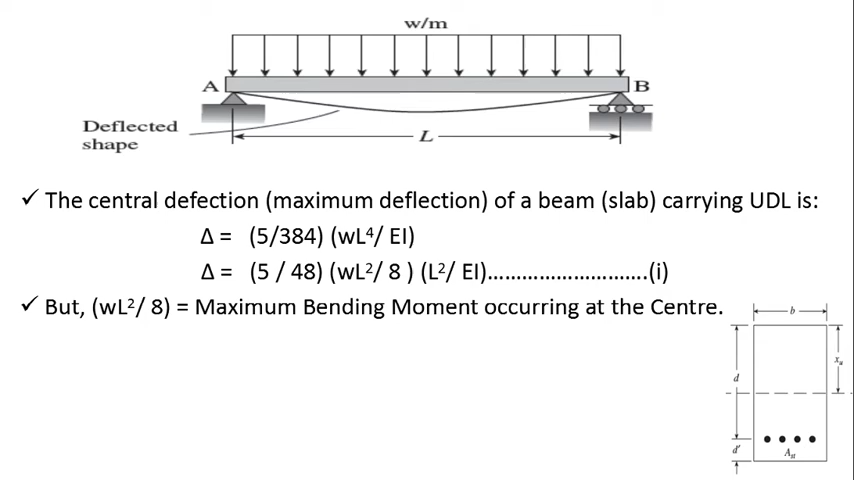 w/m
A
B
Deflected
shape
L
✓ The central defection (maximum deflection) of a beam (slab) carrying UDL is:
Δ = (5/384) (wL⁴/ EI)
Δ = (5 / 48) (wL²/ 8 ) (L²/ EI)...........................(i)
✓ But, (wL²/ 8) = Maximum Bending Moment occurring at the Centre.
b
d
xᵤ
d'
Aₛₜ